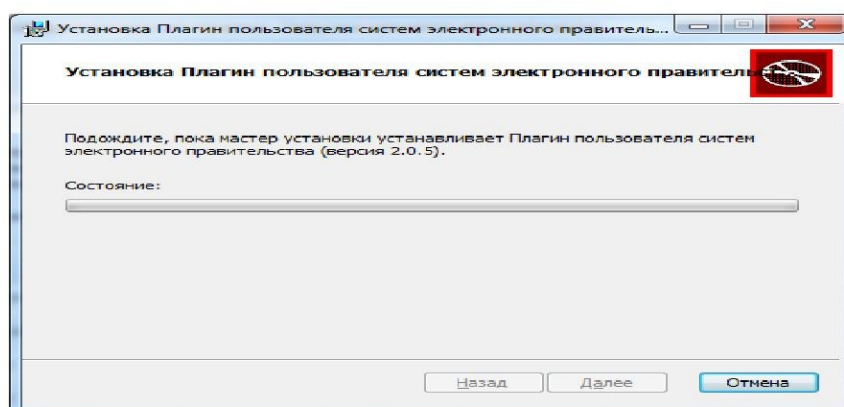 Установка Плагин пользователя систем электронного правитель...
Установка Плагин пользователя систем электронного правитель
Подождите, пока мастер установки устанавливает Плагин пользователя систем
электронного правительства (версия 2.0.5).
Состояние:
Назад Далее Отмена